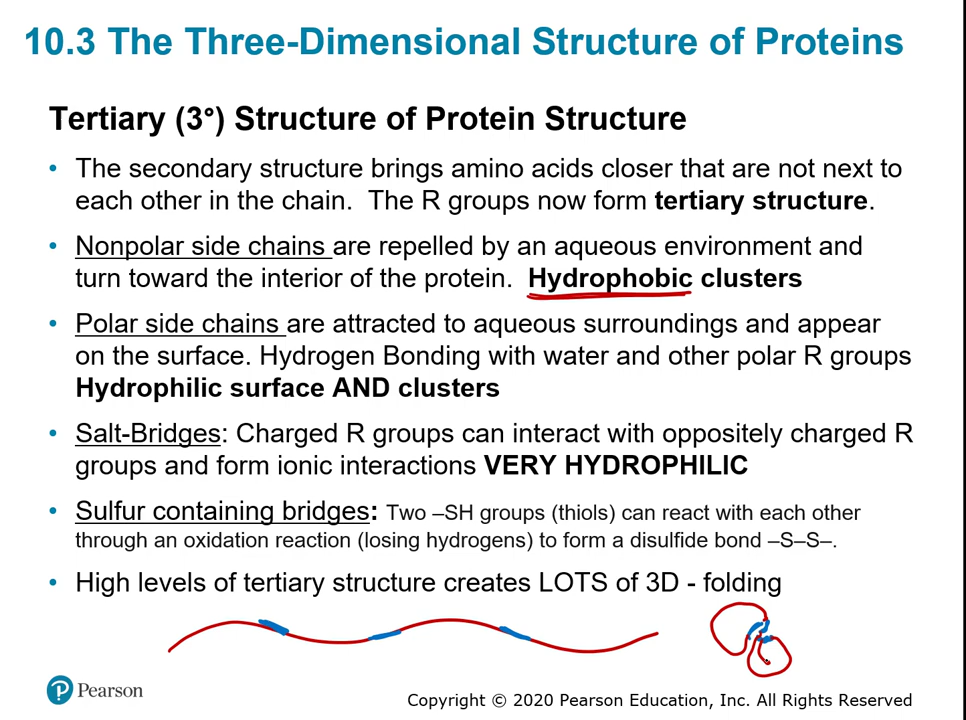 10.3 The Three-Dimensional Structure of Proteins
Tertiary (3°) Structure of Protein Structure
• The secondary structure brings amino acids closer that are not next to
each other in the chain. The R groups now form tertiary structure.
• Nonpolar side chains are repelled by an aqueous environment and
turn toward the interior of the protein. Hydrophobic clusters
• Polar side chains are attracted to aqueous surroundings and appear
on the surface. Hydrogen Bonding with water and other polar R groups
Hydrophilic surface AND clusters
• Salt-Bridges: Charged R groups can interact with oppositely charged R
groups and form ionic interactions VERY HYDROPHILIC
• Sulfur containing bridges: Two –SH groups (thiols) can react with each other
through an oxidation reaction (losing hydrogens) to form a disulfide bond –S–S–.
• High levels of tertiary structure creates LOTS of 3D - folding
P Pearson
Copyright © 2020 Pearson Education, Inc. All Rights Reserved